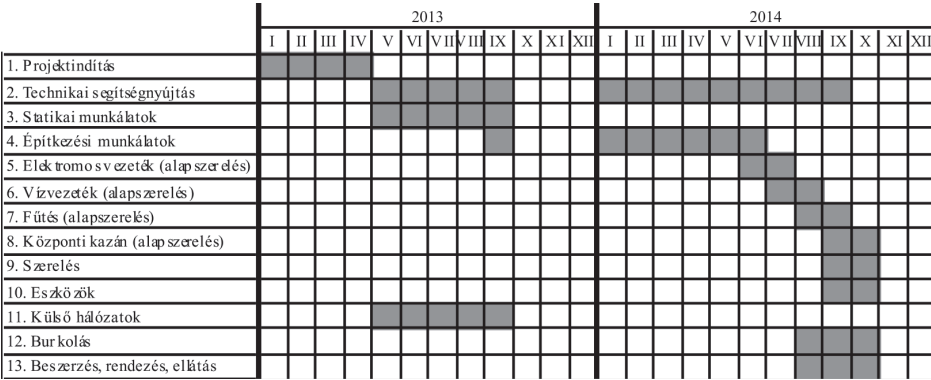 2013 2014
I II III IV V VI VII VIII IX X XI XII I II III IV V VI VII VIII IX X XI XII
1. Projektindítás
2. Technikai segítségnyújtás
3. Statikai munkálatok
4. Építkezési munkálatok
5. Elektromos vezeték (alapszerelés)
6. Vízvezeték (alapszerelés)
7. Fűtés (alapszerelés)
8. Központi kazán (alapszerelés)
9. Szerelés
10. Eszközök
11. Külső hálózatok
12. Burkolás
13. Beszerzés, rendezés, ellátás